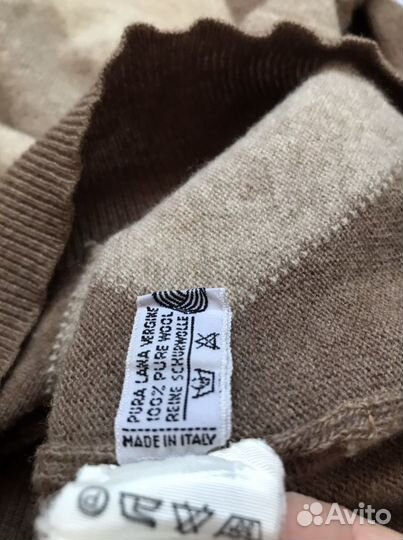 PURA LANA VERGINE
100% PURE WOOL
REINE SCHURWOLLE
MADE IN ITALY
P
Avito